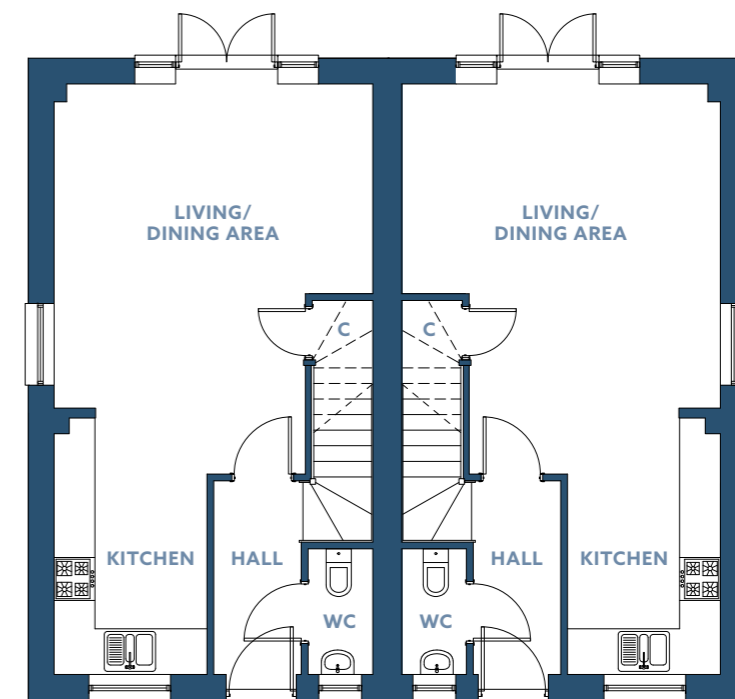 LIVING/
DINING AREA
LIVING/
DINING AREA
C
C
KITCHEN
HALL
WC
WC
HALL
KITCHEN